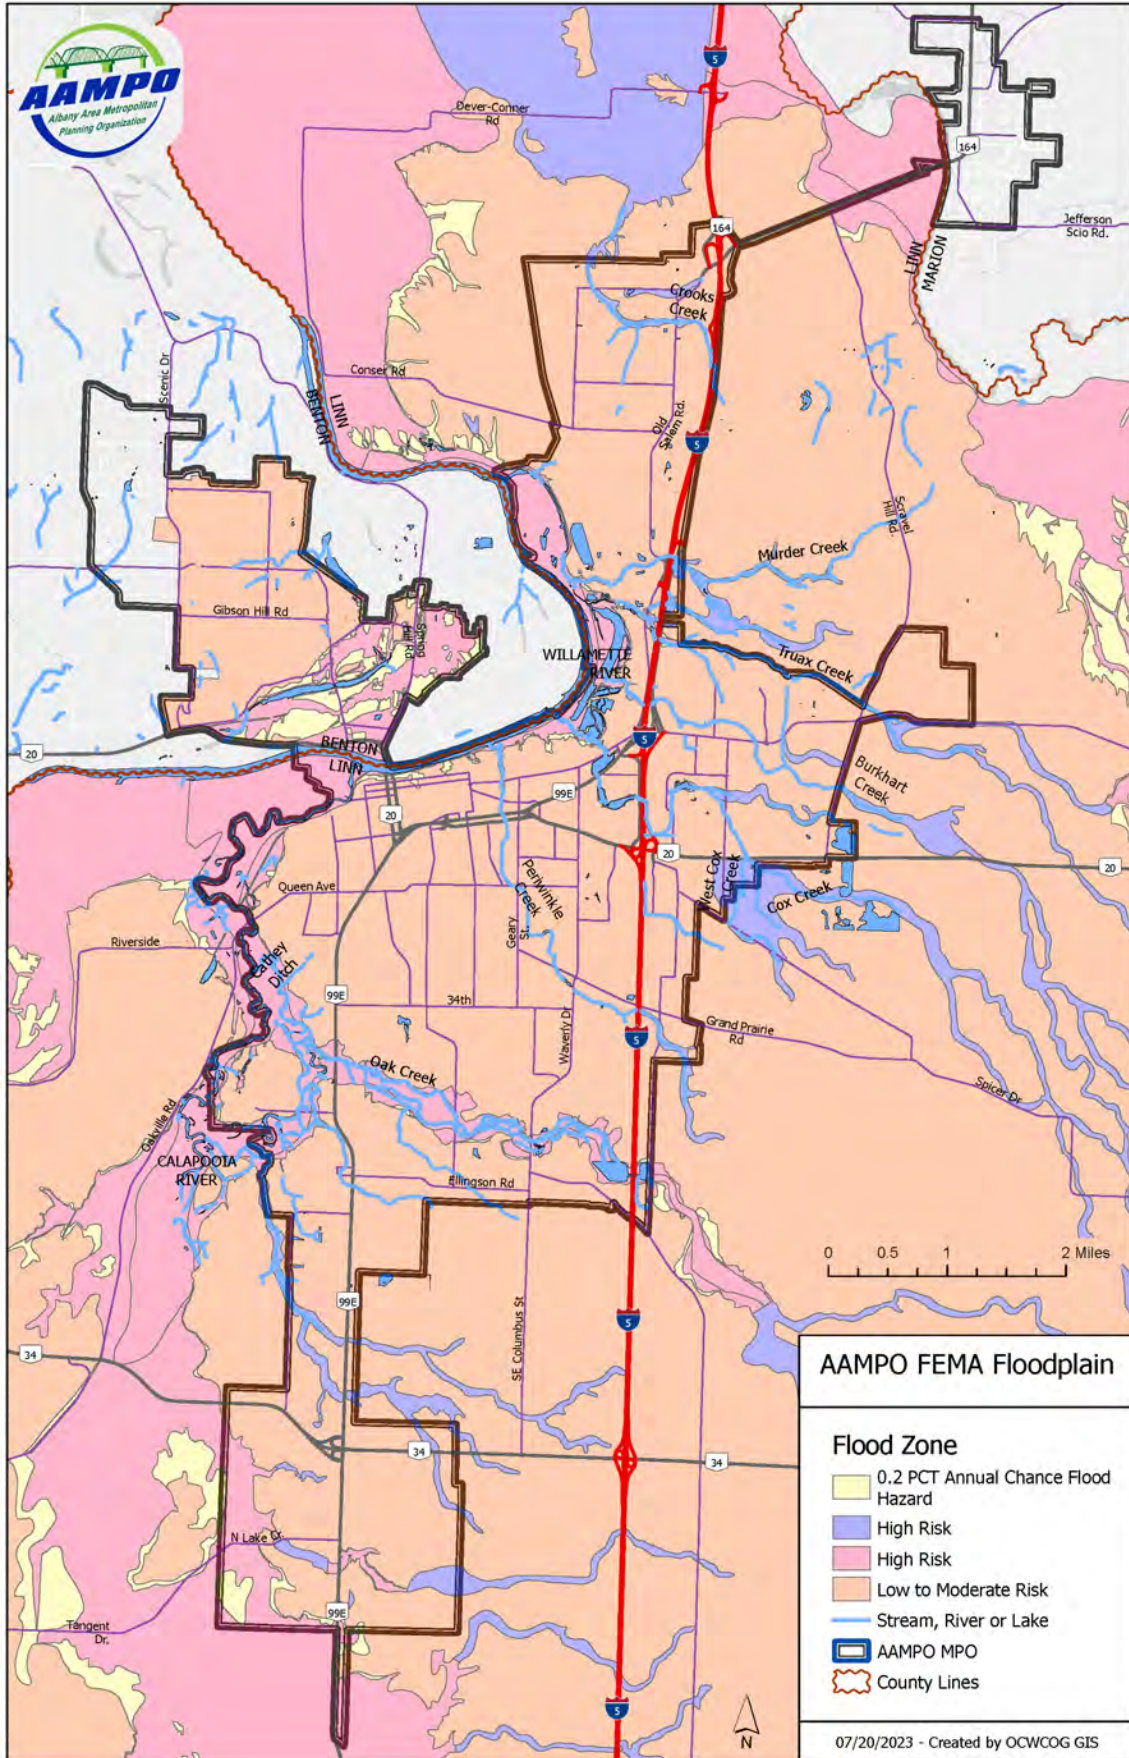 AAMPO
Albany Area Metropolitan
Planning Organization
5
Dever-Conner
Rd
164
Jefferson
Scio Rd.
LINN
MARION
164
Crooks
Creek
Scenic Dr
Conser Rd
LINN
BENTON
Old
Salem Rd.
5
Scravel
Hill Rd.
Murder Creek
Gibson Hill Rd
Spring
Hill Rd
WILLAMETTE
RIVER
Truax Creek
20
BENTON
LINN
5
Burkhart
Creek
99E
20
20
20
West Cox
Creek
Cox Creek
Periwinkle
Creek
Queen Ave
Geary
St.
Riverside
Cathey
Ditch
99E
34th
Waverly Dr
5
Grand Prairie
Rd
Oak Creek
Spicer Dr
Oakville Rd
CALAPOOIA
RIVER
Ellingson Rd
0 0.5 1 2 Miles
99E
5
SE Columbus St
34
34
34
N Lake Cr.
99E
Tangent
Dr.
5
N
AAMPO FEMA Floodplain
Flood Zone
0.2 PCT Annual Chance Flood
Hazard
High Risk
High Risk
Low to Moderate Risk
Stream, River or Lake
AAMPO MPO
County Lines
07/20/2023 - Created by OCWCOG GIS